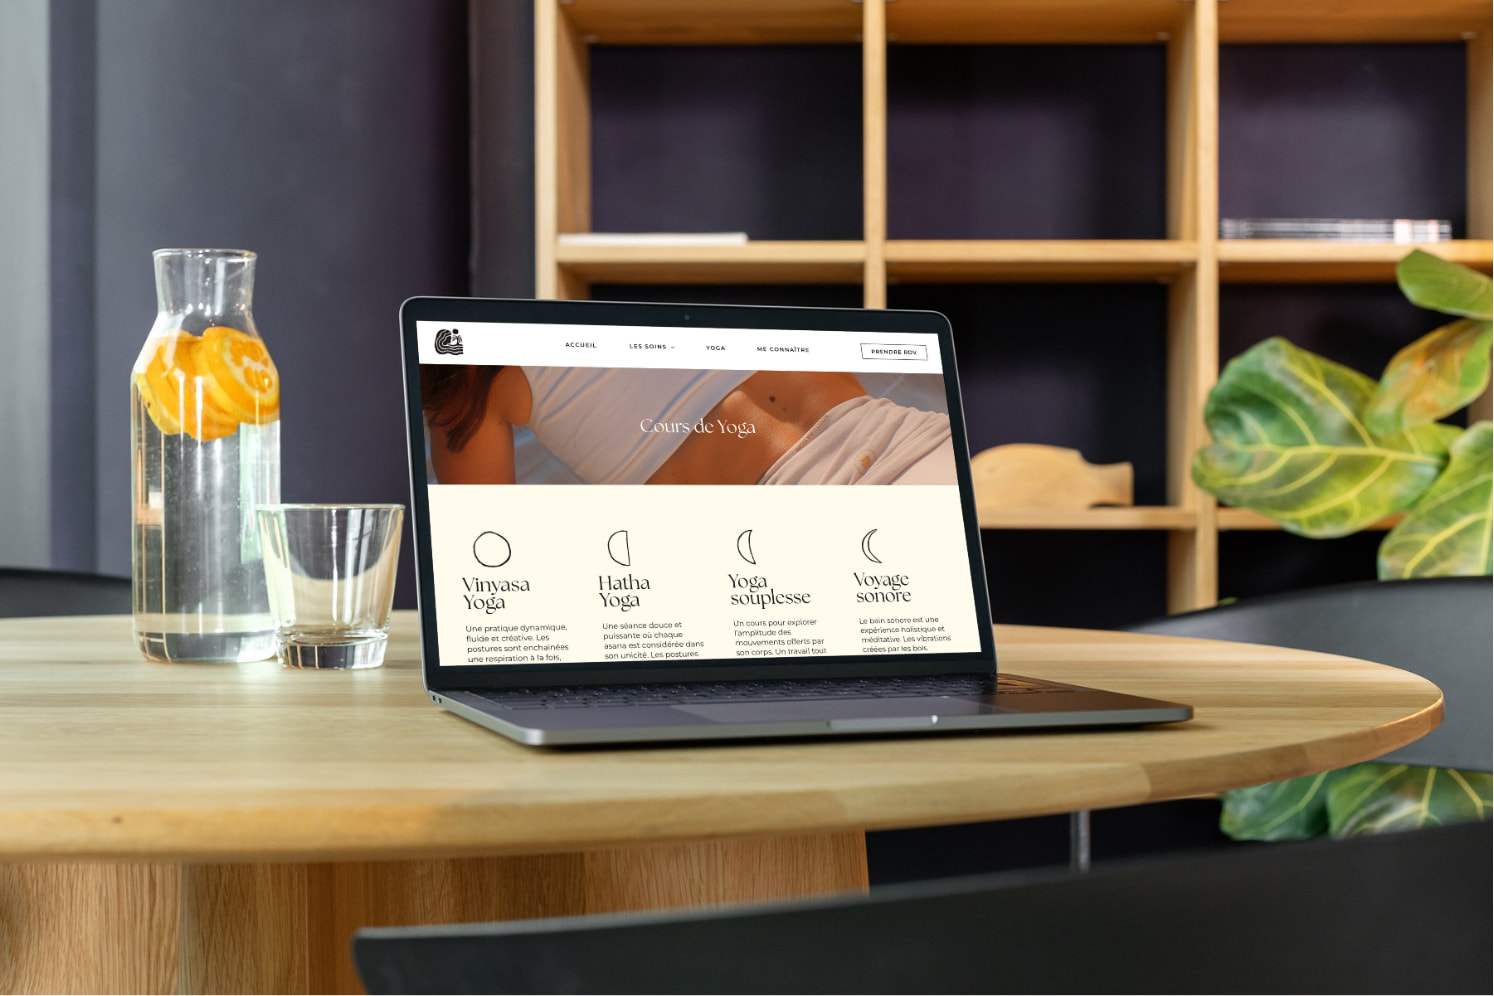 ACCUEIL
LES SOINS
YOGA
ME CONNAÎTRE
PRENDRE RDV
Cours de Yoga
Vinyasa
Yoga
Une pratique dynamique,
fluide et créative. Les
postures sont enchainées
une respiration à la fois,
Hatha
Yoga
Une séance douce et
puissante où chaque
asana est considérée dans
son unicité. Les postures
Yoga
souplesse
Un cours pour explorer
l'amplitude des
mouvements offerts par
son corps. Un travail tout
Voyage
sonore
Le bain sonore est une
expérience holistique et
méditative. Les vibrations
créées par les bols